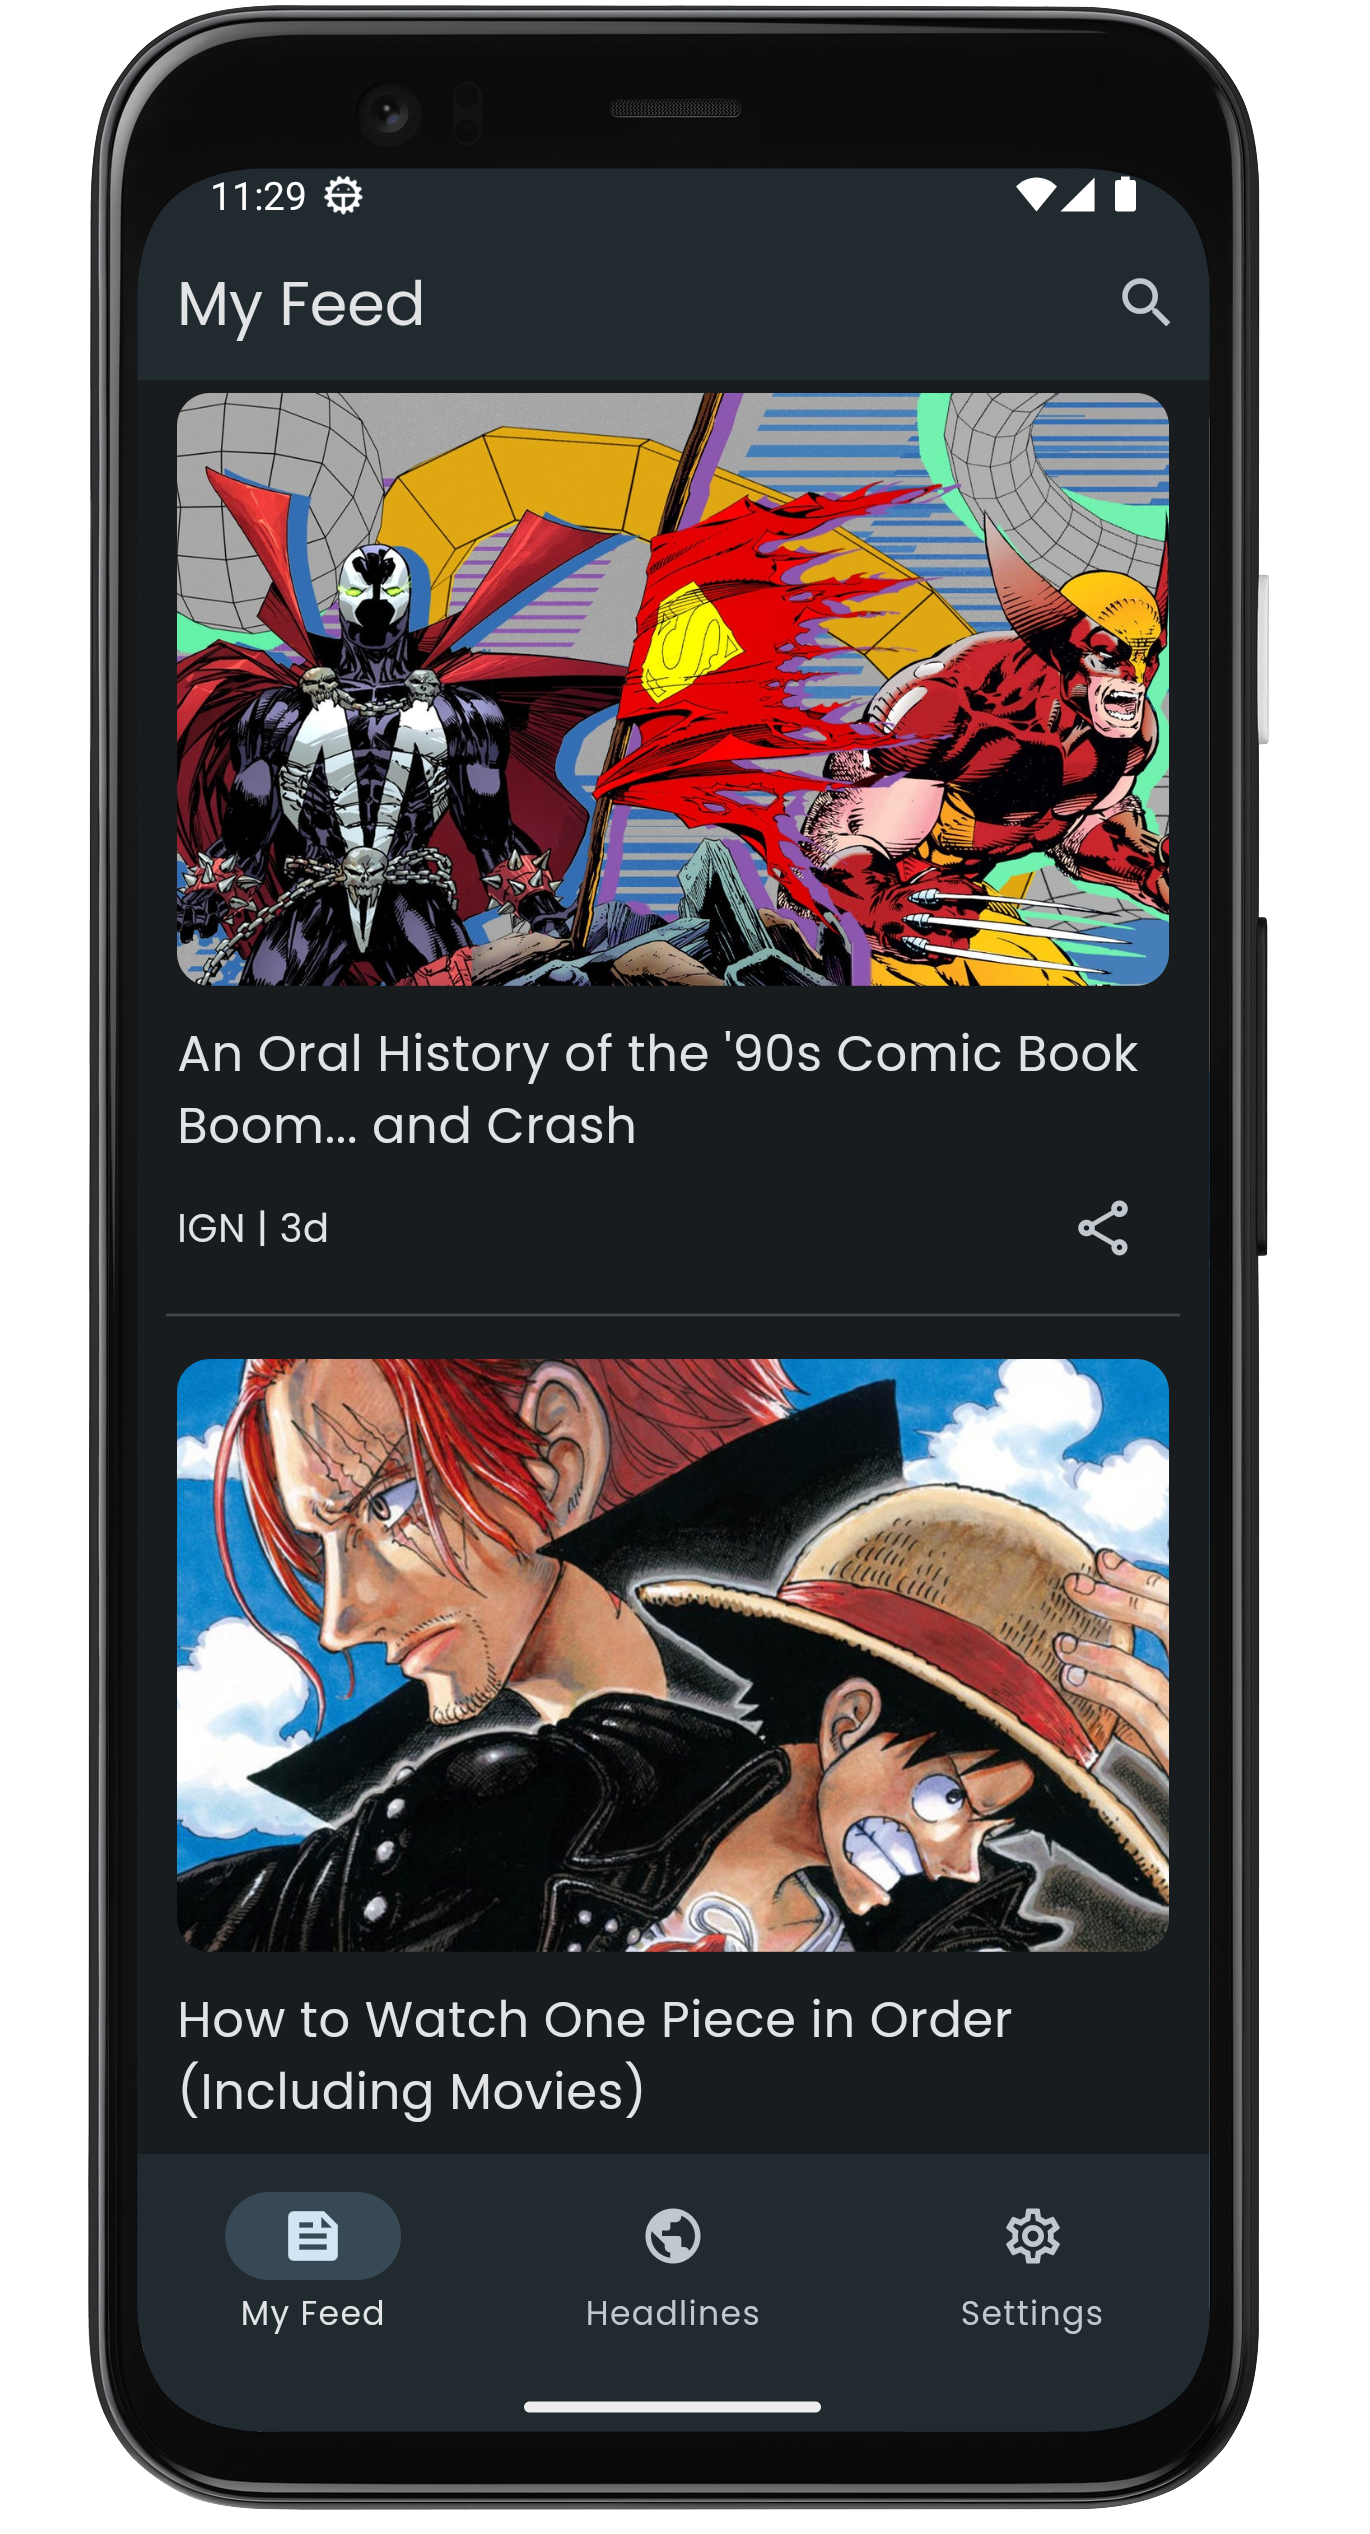 11:29
My Feed
An Oral History of the '90s Comic Book
Boom... and Crash
IGN | 3d
How to Watch One Piece in Order
(Including Movies)
My Feed
Headlines
Settings